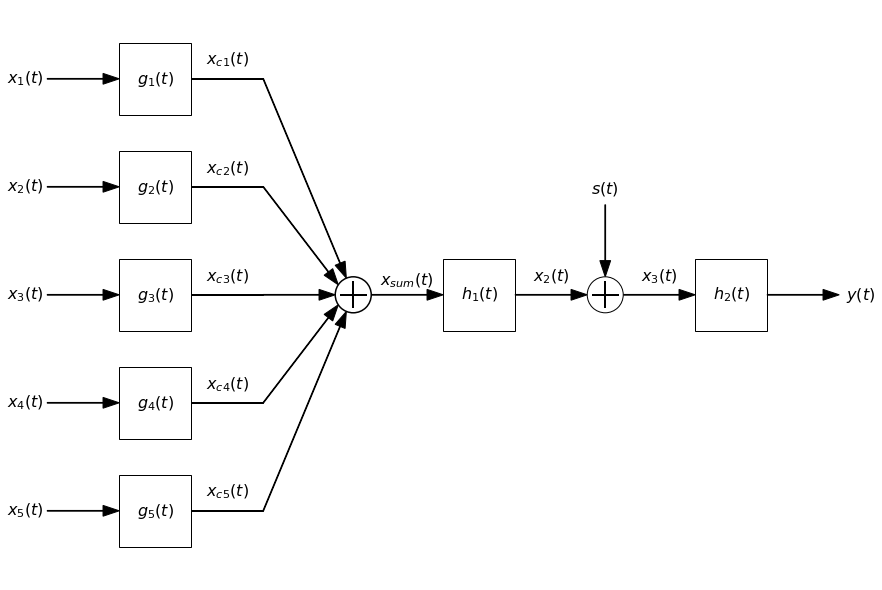 x₁(t) g₁(t) x_c1(t)
x₂(t) g₂(t) x_c2(t)
s(t)
x₃(t) g₃(t) x_c3(t) x_sum(t) h₁(t) x₂(t) x₃(t) h₂(t) y(t)
x₄(t) g₄(t) x_c4(t)
x₅(t) g₅(t) x_c5(t)